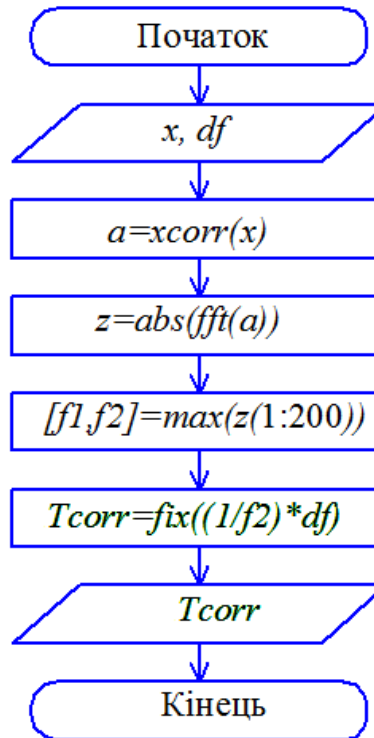 Початок
x, df
a=xcorr(x)
z=abs(fft(a))
[f1,f2]=max(z(1:200))
Tcorr=fix((1/f2)*df)
Tcorr
Кінець